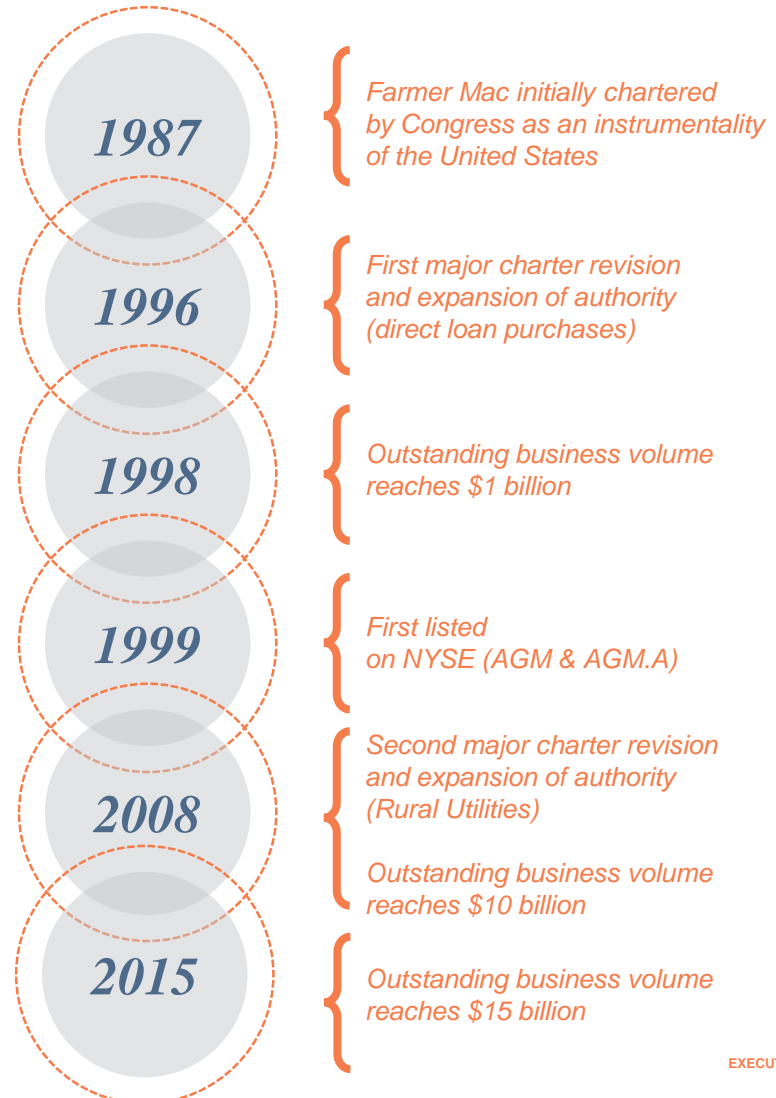 1987
Farmer Mac initially chartered
by Congress as an instrumentality
of the United States
1996
First major charter revision
and expansion of authority
(direct loan purchases)
1998
Outstanding business volume
reaches $1 billion
1999
First listed
on NYSE (AGM & AGM.A)
2008
Second major charter revision
and expansion of authority
(Rural Utilities)
Outstanding business volume
reaches $10 billion
2015
Outstanding business volume
reaches $15 billion
EXECUT